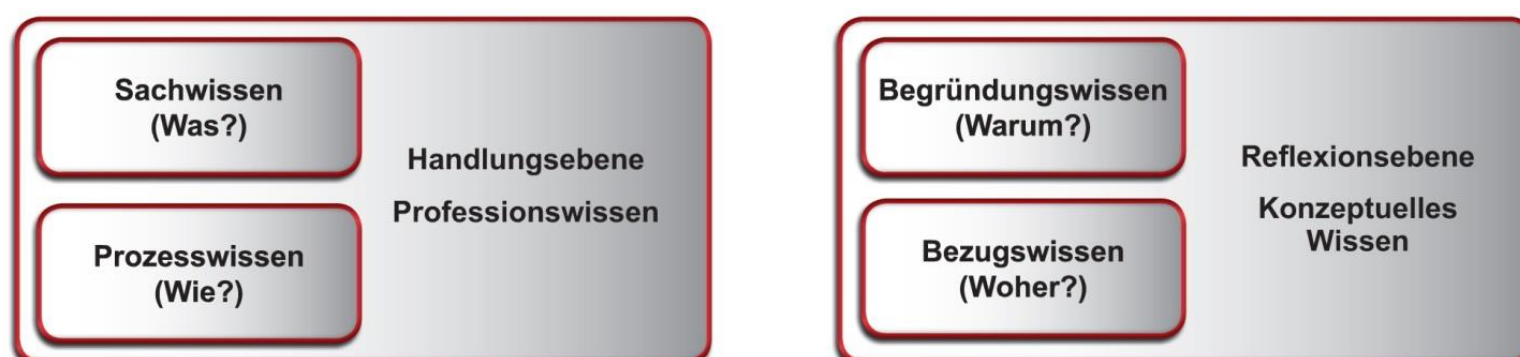 Sachwissen
(Was?)
Handlungsebene
Professionswissen
Prozesswissen
(Wie?)
Begründungswissen
(Warum?)
Reflexionsebene
Konzeptuelles
Wissen
Bezugswissen
(Woher?)